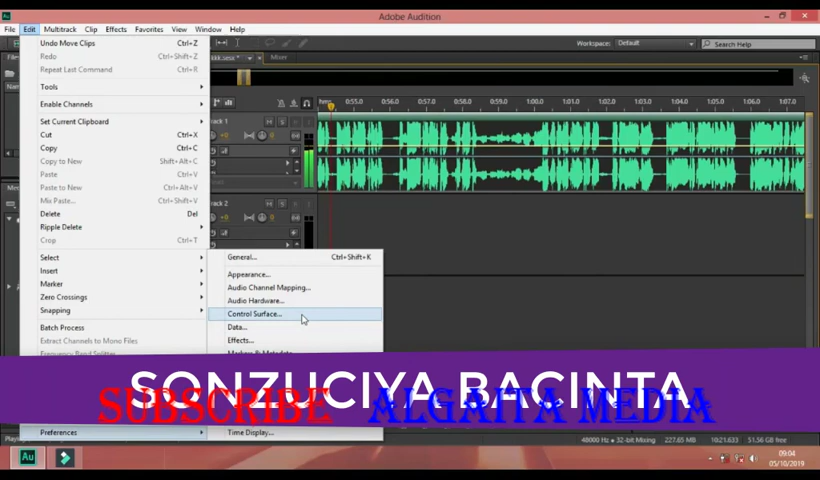 Adobe Audition
File Edit Multitrack Clip Effects Favorites View Window Help
Workspace: Default
Search Help
Mixer
Undo Move Clips Ctrl+Z
Redo Ctrl+Shift+Z
Repeat Last Command Ctrl+R
Tools
Enable Channels
Set Current Clipboard
Cut Ctrl+X
Copy Ctrl+C
Copy to New Shift+Alt+C
Paste Ctrl+V
Paste to New Ctrl+Alt+V
Mix Paste... Ctrl+Shift+V
Delete Del
Ripple Delete
Crop Ctrl+T
Select
Insert
Marker
Zero Crossings
Snapping
Batch Process
Extract Channels to Mono Files
Frequency Band Splitter
Preferences
0:55.0 0:56.0 0:57.0 0:58.0 0:59.0 1:00.0 1:01.0 1:02.0 1:03.0 1:04.0 1:05.0 1:06.0 1:07.0
Track 1
Track 2
General... Ctrl+Shift+K
Appearance...
Audio Channel Mapping...
Audio Hardware...
Control Surface...
Data...
Effects...
Markers & Metadata...
Time Display...
SONZUCIYA BACINTA
SUBSCRIBE ALGAITA MEDIA
48000 Hz • 32-bit Mixing 227.65 MB 10:21.633 51.56 GB free
09:04
05/10/2019